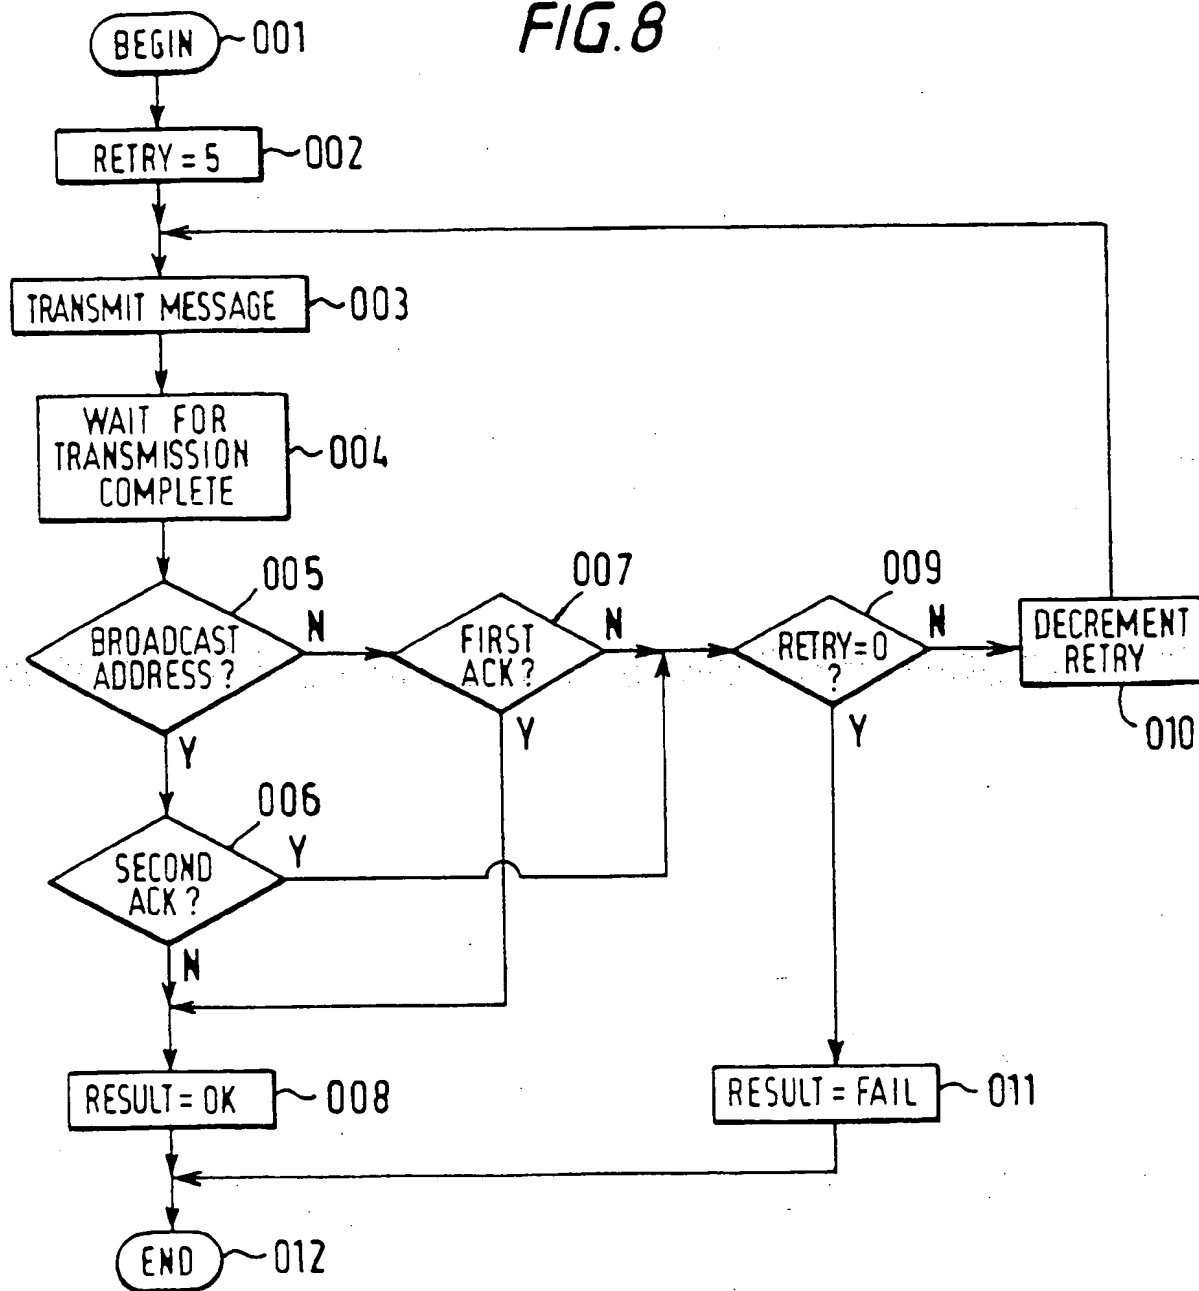 FIG.8
BEGIN
001
RETRY = 5
002
TRANSMIT MESSAGE
003
WAIT FOR
TRANSMISSION
COMPLETE
004
005
BROADCAST
ADDRESS ?
N
Y
007
FIRST
ACK ?
N
Y
009
RETRY = 0
?
N
Y
DECREMENT
RETRY
010
006
SECOND
ACK ?
Y
N
RESULT = OK
008
RESULT = FAIL
011
END
012